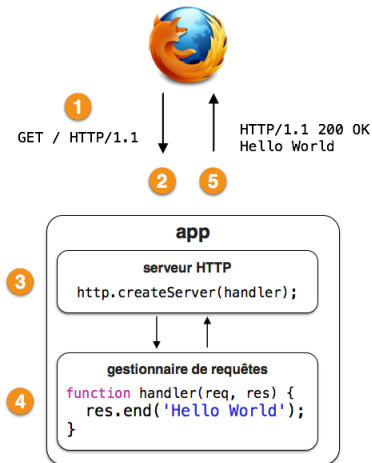 1
GET / HTTP/1.1
HTTP/1.1 200 OK
Hello World
2
5
app
serveur HTTP
3
http.createServer(handler);
gestionnaire de requêtes
4
function handler(req, res) {
res.end('Hello World');
}